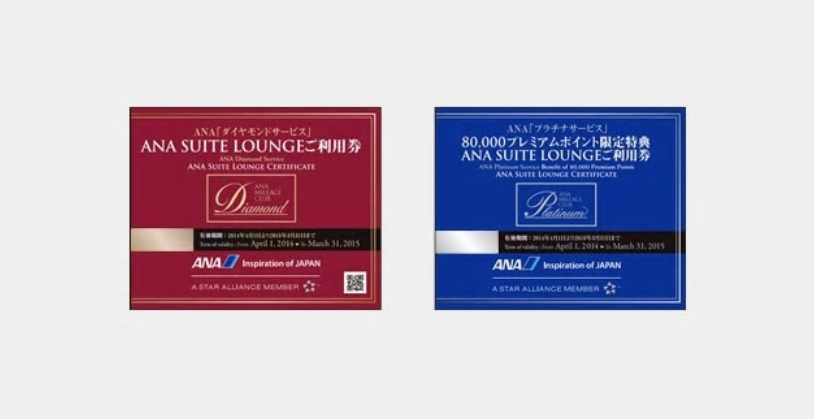 ANA「ダイヤモンドサービス」
ANA SUITE LOUNGEご利用券
ANA Diamond Service
ANA SUITE LOUNGE CERTIFICATE
ANA
MILEAGE
CLUB
Diamond
有効期間：2014年4月1日より2015年3月31日まで
Term of validity : From April 1, 2014 ▸ To March 31, 2015
ANA Inspiration of JAPAN
A STAR ALLIANCE MEMBER
ANA「プラチナサービス」
80,000プレミアムポイント限定特典
ANA SUITE LOUNGEご利用券
ANA Platinum Service Benefit of 80,000 Premium Points
ANA SUITE LOUNGE CERTIFICATE
ANA
MILEAGE
CLUB
Platinum
有効期間：2014年4月1日より2015年3月31日まで
Term of validity : From April 1, 2014 ▸ To March 31, 2015
ANA Inspiration of JAPAN
A STAR ALLIANCE MEMBER